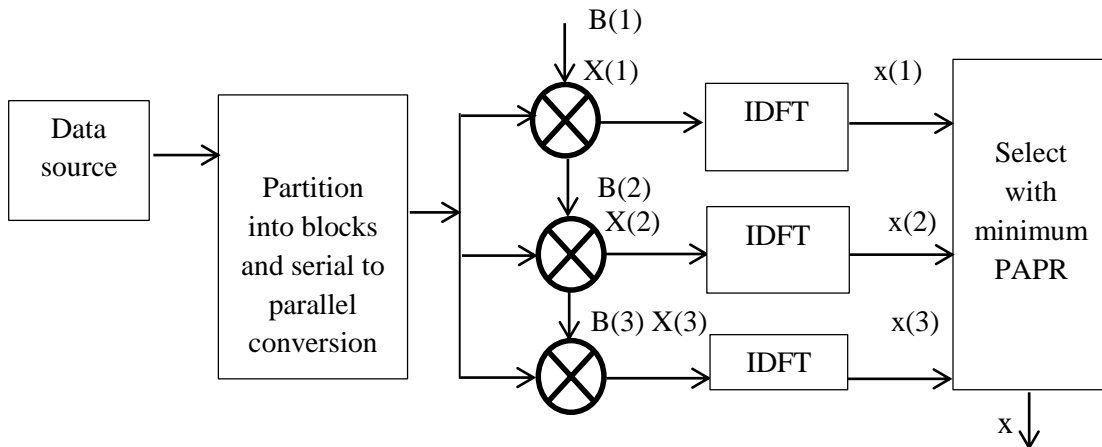 B(1)
X(1)
x(1)
Data
source
IDFT
Partition
into blocks
and serial to
parallel
conversion
Select
with
minimum
PAPR
B(2)
X(2)
IDFT
x(2)
B(3) X(3)
IDFT
x(3)
x